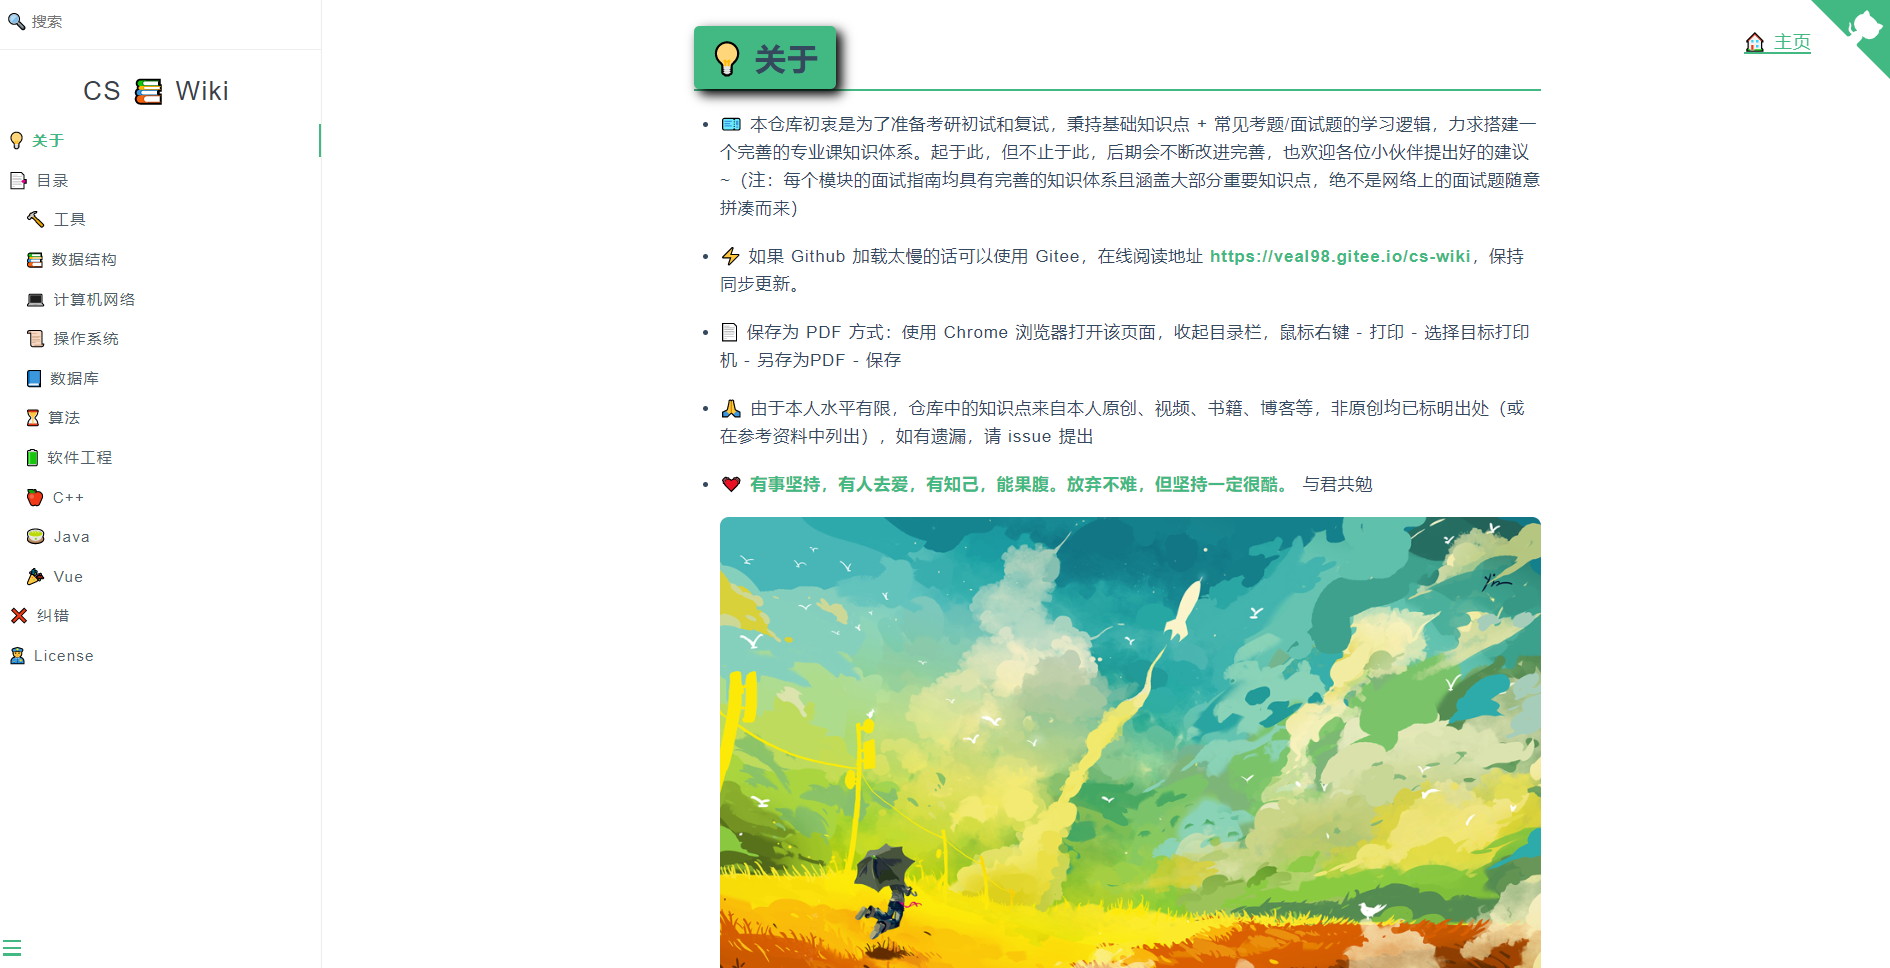 搜索
CS Wiki
关于
目录
工具
数据结构
计算机网络
操作系统
数据库
算法
软件工程
C++
Java
Vue
纠错
License
主页
关于
本仓库初衷是为了准备考研初试和复试，秉持基础知识点 + 常见考题/面试题的学习逻辑，力求搭建一
个完善的专业课知识体系。起于此，但不止于此，后期会不断改进完善，也欢迎各位小伙伴提出好的建议
~（注：每个模块的面试指南均具有完善的知识体系且涵盖大部分重要知识点，绝不是网络上的面试题随意
拼凑而来）
如果 Github 加载太慢的话可以使用 Gitee，在线阅读地址 https://veal98.gitee.io/cs-wiki，保持
同步更新。
保存为 PDF 方式：使用 Chrome 浏览器打开该页面，收起目录栏，鼠标右键 - 打印 - 选择目标打印
机 - 另存为PDF - 保存
由于本人水平有限，仓库中的知识点来自本人原创、视频、书籍、博客等，非原创均已标明出处（或
在参考资料中列出），如有遗漏，请 issue 提出
有事坚持，有人去爱，有知己，能果腹。放弃不难，但坚持一定很酷。 与君共勉